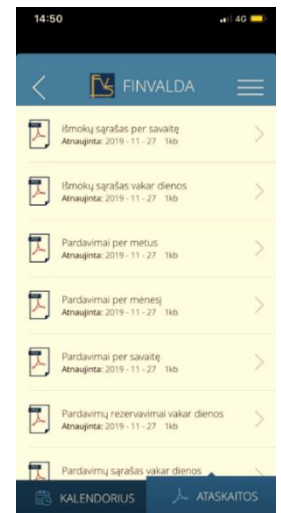 14:50
4G
FINVALDA
Išmokų sąrašas per savaitę
Atnaujinta: 2019 - 11 - 27 1kb
Išmokų sąrašas vakar dienos
Atnaujinta: 2019 - 11 - 27 1kb
Pardavimai per metus
Atnaujinta: 2019 - 11 - 27 1kb
Pardavimai per mėnesį
Atnaujinta: 2019 - 11 - 27 1kb
Pardavimai per savaitę
Atnaujinta: 2019 - 11 - 27 1kb
Pardavimų rezervavimai vakar dienos
Atnaujinta: 2019 - 11 - 27 1kb
Pardavimų sąrašas vakar dienos
KALENDORIUS
ATASKAITOS